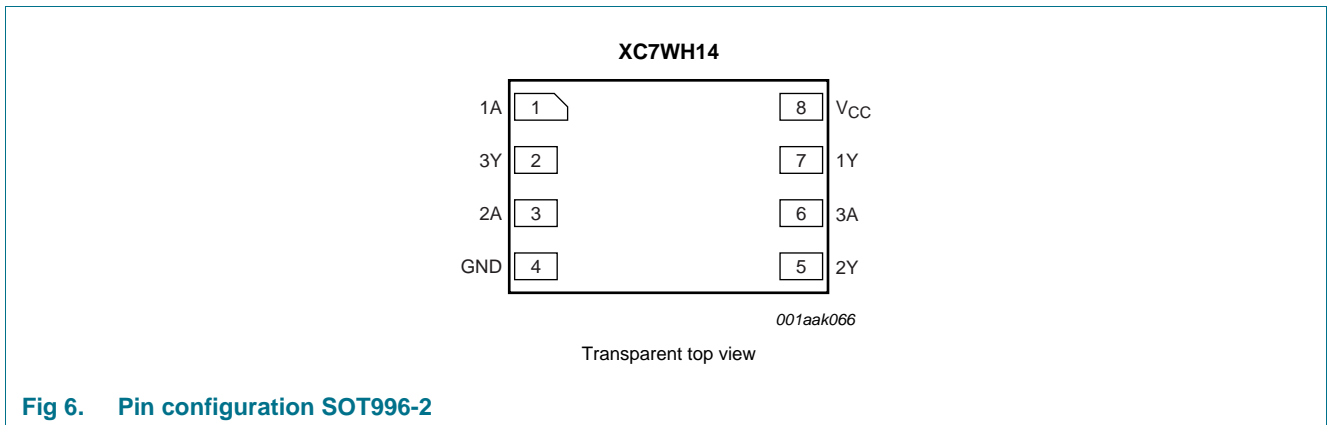 XC7WH14
1A 1 8 VCC
3Y 2 7 1Y
2A 3 6 3A
GND 4 5 2Y
001aak066
Transparent top view
Fig 6. Pin configuration SOT996-2